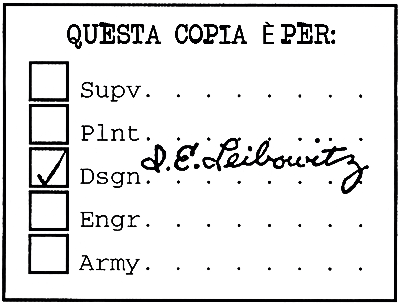 QUESTA COPIA È PER:
Supv. . . . . . . .
Plnt. . . . . . . .
Dsgn. I. E. Leibowitz
Engr. . . . . . . .
Army. . . . . . . .